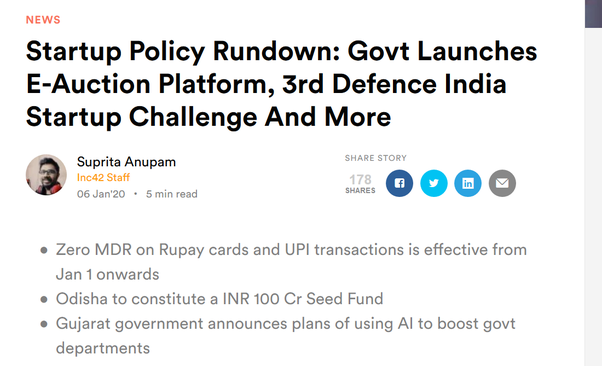 NEWS
Startup Policy Rundown: Govt Launches
E-Auction Platform, 3rd Defence India
Startup Challenge And More
Suprita Anupam
Inc42 Staff
06 Jan'20 • 5 min read
SHARE STORY
178
SHARES
• Zero MDR on Rupay cards and UPI transactions is effective from
Jan 1 onwards
• Odisha to constitute a INR 100 Cr Seed Fund
• Gujarat government announces plans of using AI to boost govt
departments